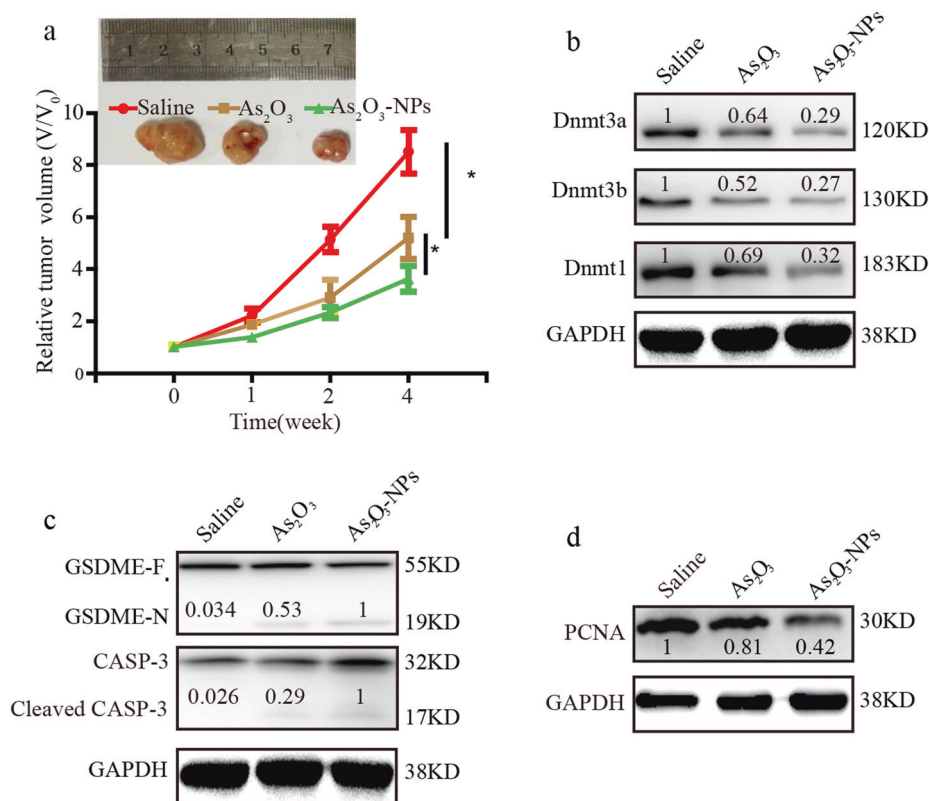 a
1 2 3 4 5 6 7
Saline As₂O₃ As₂O₃-NPs
Relative tumor volume (V/V₀)
10
8
6
4
2
0
*
*
0 1 2 4
Time(week)
b
Saline As₂O₃ As₂O₃-NPs
Dnmt3a 1 0.64 0.29 120KD
Dnmt3b 1 0.52 0.27 130KD
Dnmt1 1 0.69 0.32 183KD
GAPDH 38KD
c
Saline As₂O₃ As₂O₃-NPs
GSDME-F 55KD
GSDME-N 0.034 0.53 1 19KD
CASP-3 32KD
Cleaved CASP-3 0.026 0.29 1 17KD
GAPDH 38KD
d
Saline As₂O₃ As₂O₃-NPs
PCNA 30KD
1 0.81 0.42
GAPDH 38KD